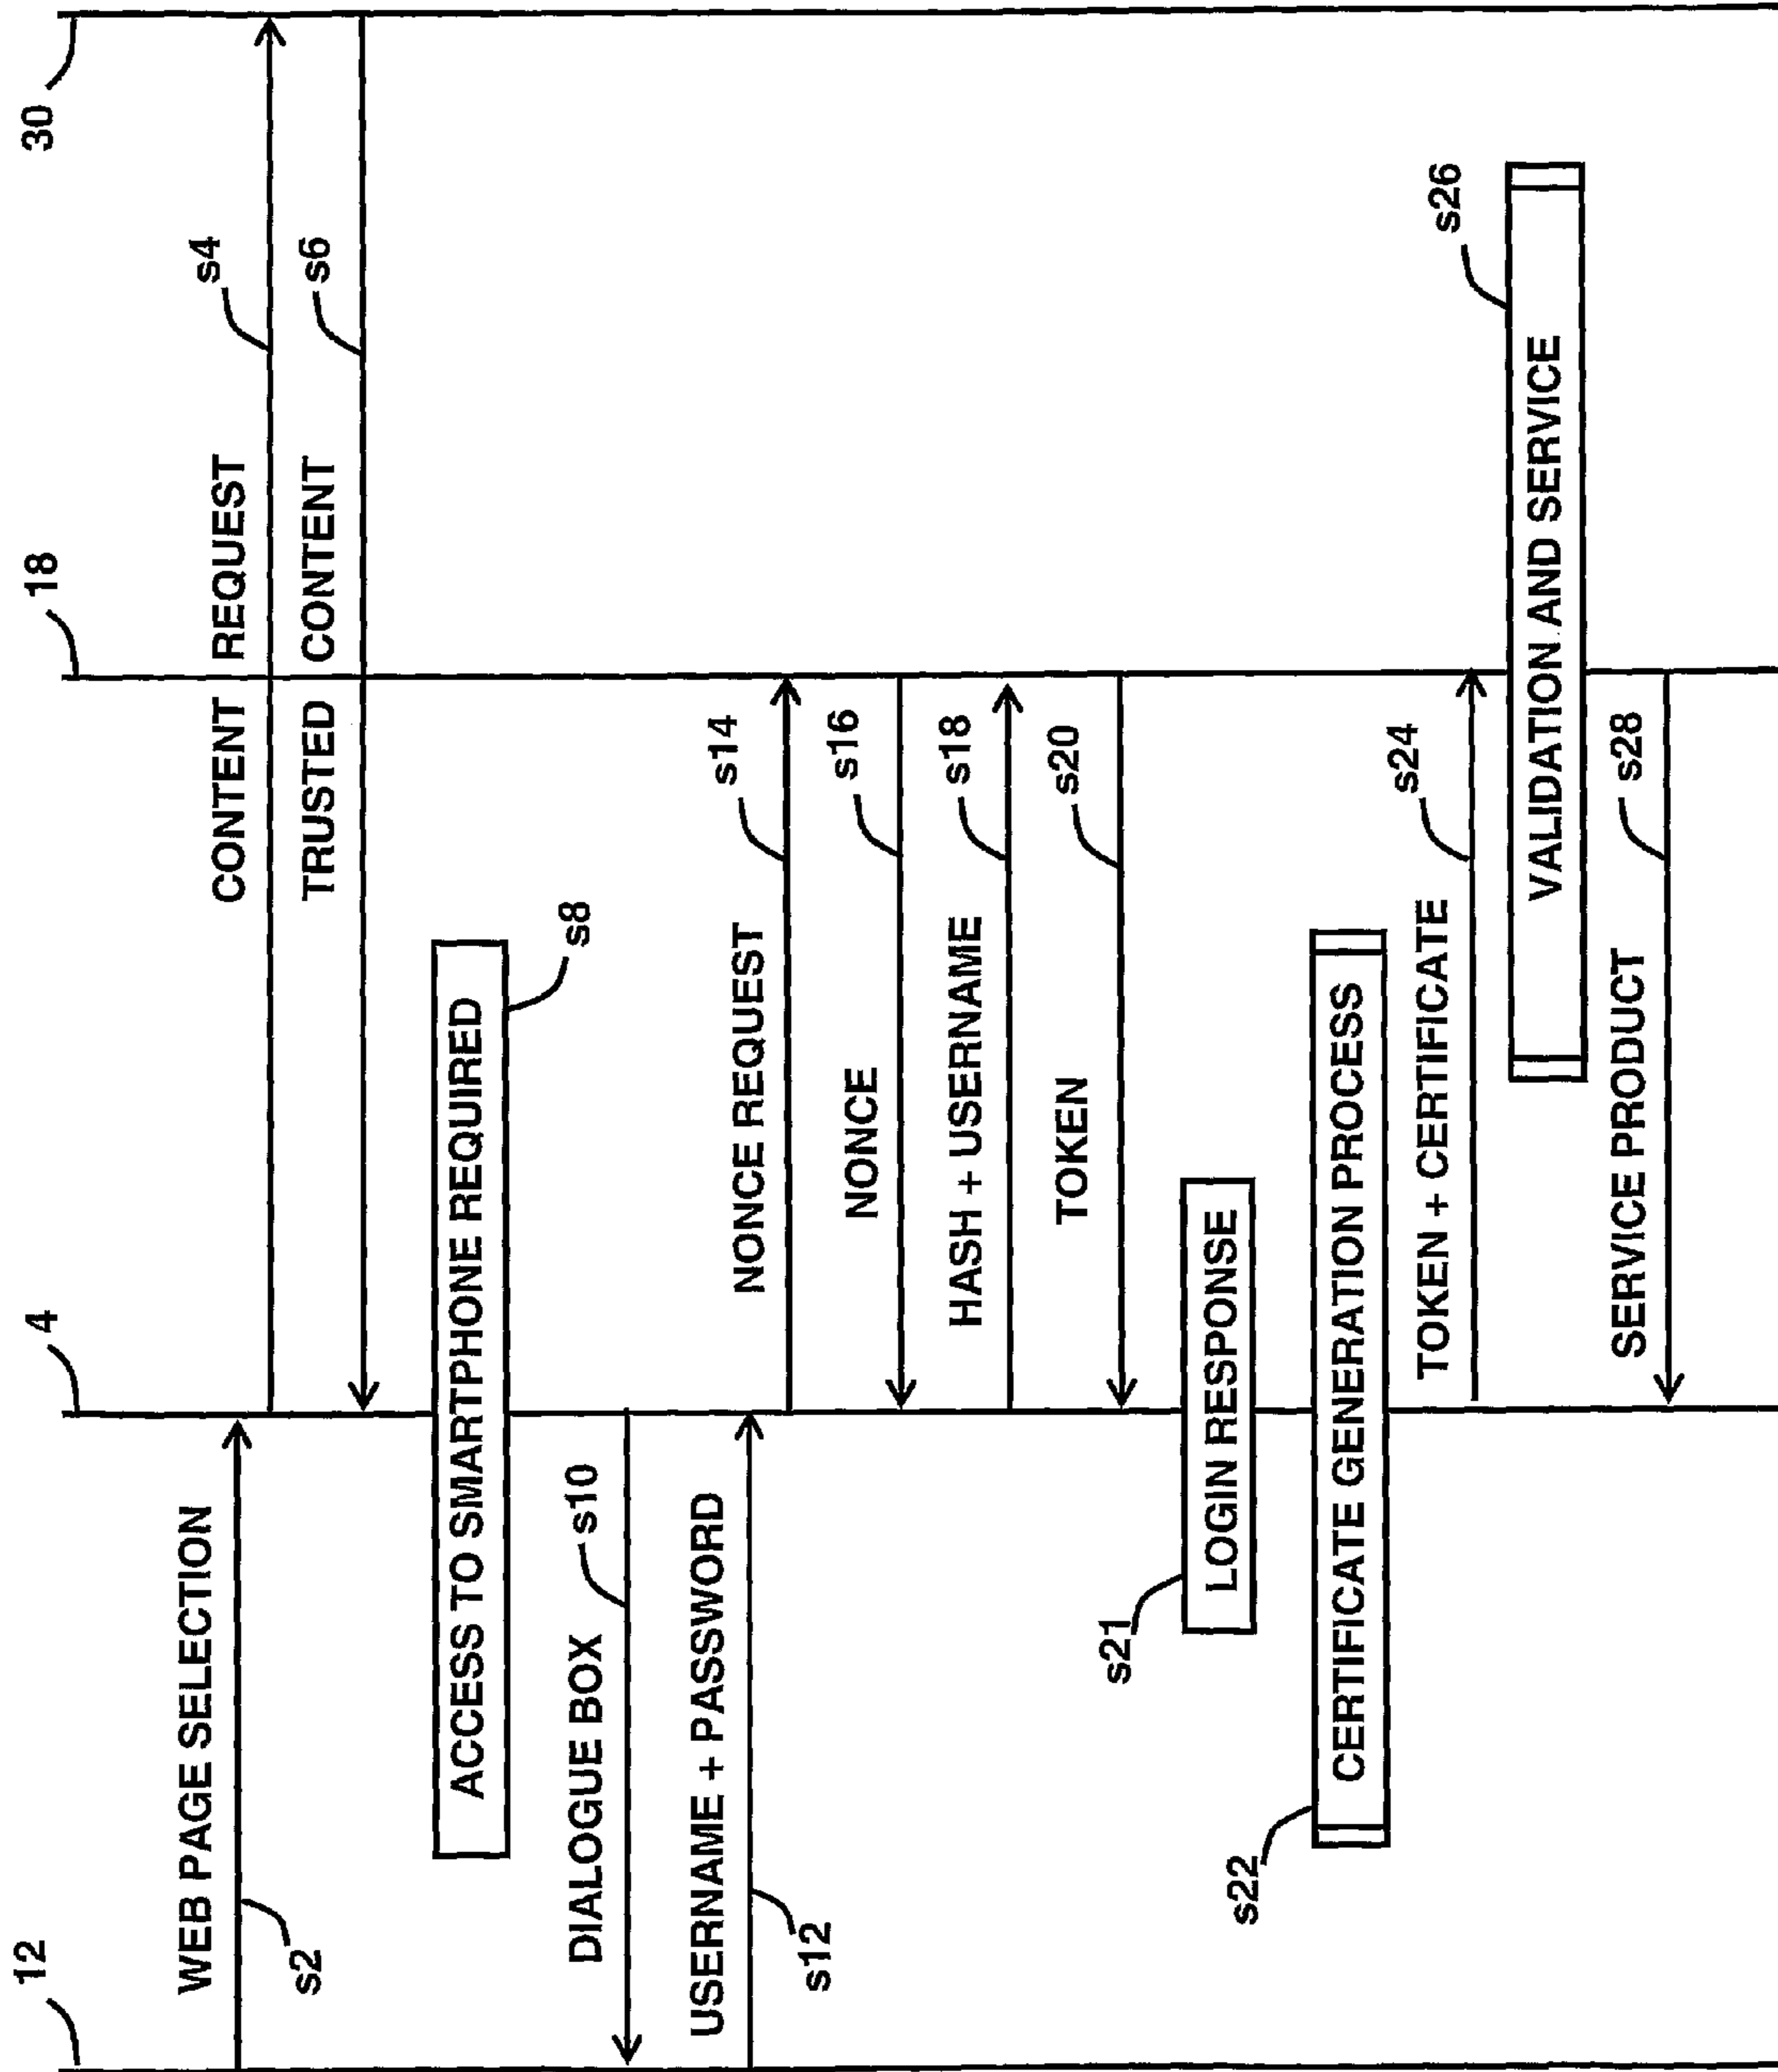 12
4
18
30
WEB PAGE SELECTION
s2
CONTENT REQUEST
s4
TRUSTED CONTENT
s6
ACCESS TO SMARTPHONE REQUIRED
s8
DIALOGUE BOX
s10
USERNAME + PASSWORD
s12
NONCE REQUEST
s14
NONCE
s16
HASH + USERNAME
s18
TOKEN
s20
s21
LOGIN RESPONSE
s22
CERTIFICATE GENERATION PROCESS
TOKEN + CERTIFICATE
s24
VALIDATION AND SERVICE
s26
SERVICE PRODUCT
s28